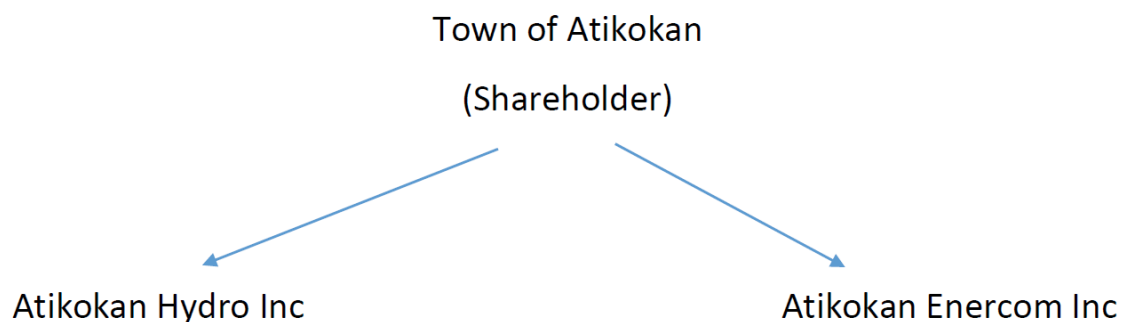 Town of Atikokan
(Shareholder)
Atikokan Hydro Inc
Atikokan Enercom Inc